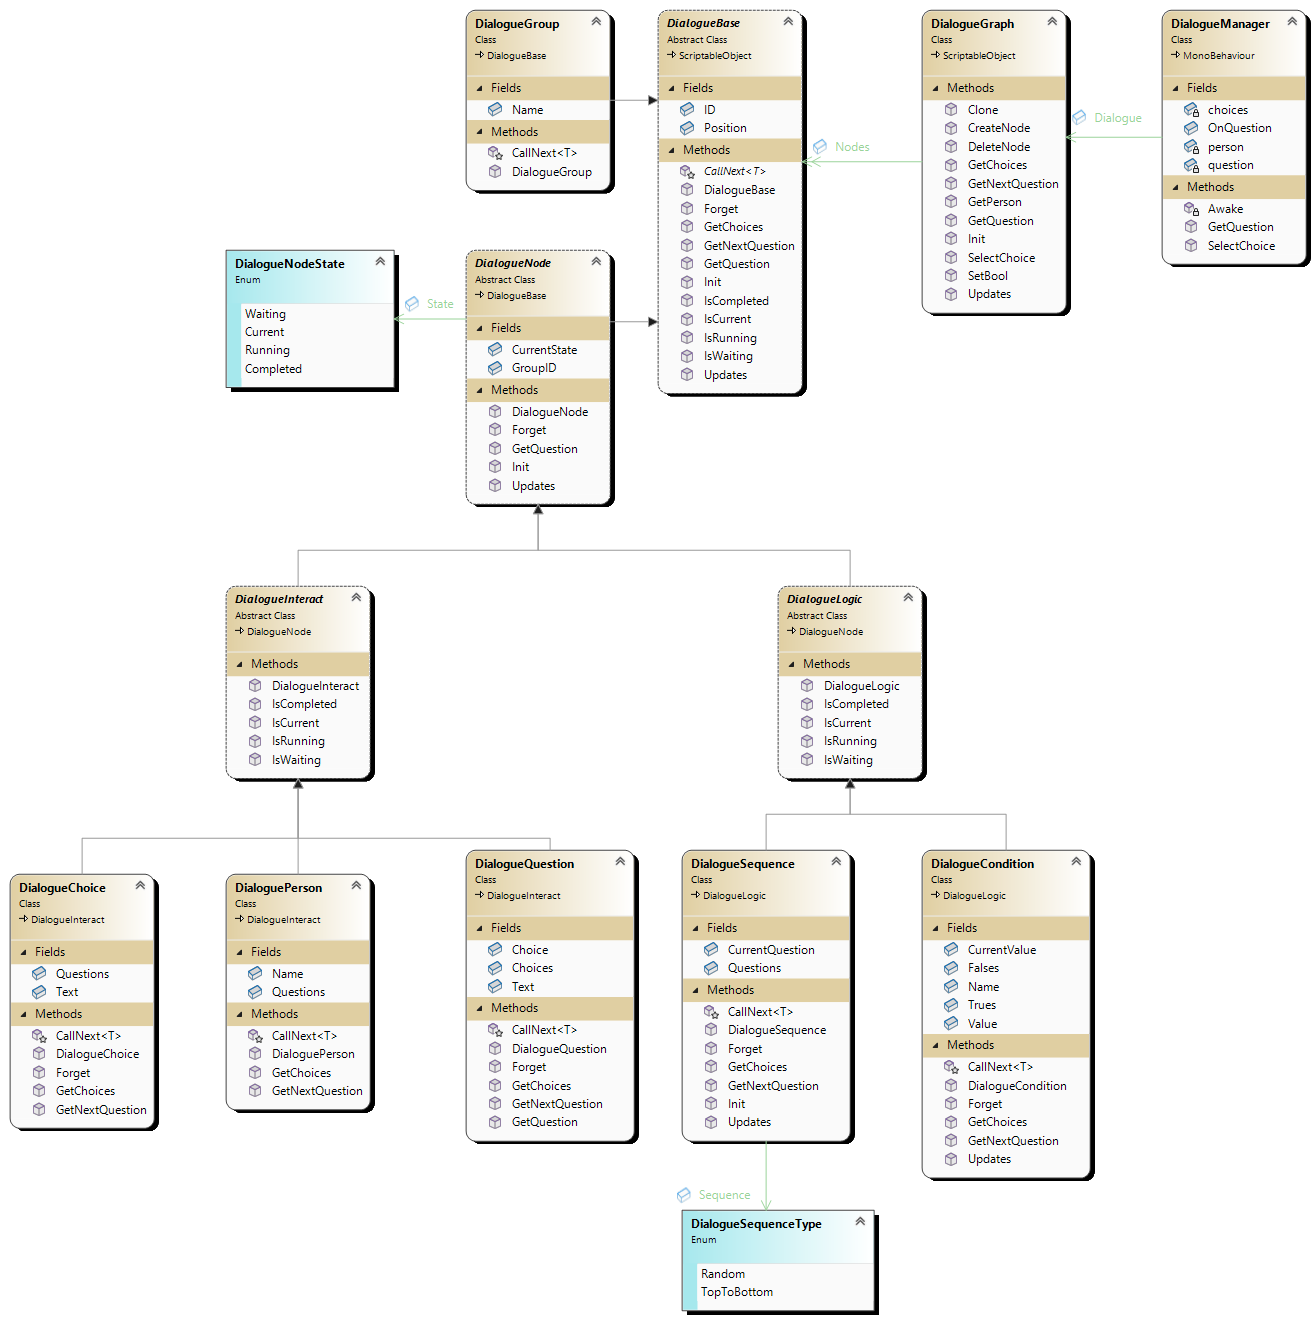 DialogueGroup
Class
DialogueBase
Fields
Name
Methods
CallNext<T>
DialogueGroup
DialogueBase
Abstract Class
ScriptableObject
Fields
ID
Position
Methods
CallNext<T>
DialogueBase
Forget
GetChoices
GetNextQuestion
GetQuestion
Init
IsCompleted
IsCurrent
IsRunning
IsWaiting
Updates
Nodes
DialogueGraph
Class
ScriptableObject
Methods
Clone
CreateNode
DeleteNode
GetChoices
GetNextQuestion
GetPerson
GetQuestion
Init
SelectChoice
SetBool
Updates
Dialogue
DialogueManager
Class
MonoBehaviour
Fields
choices
OnQuestion
person
question
Methods
Awake
GetQuestion
SelectChoice
DialogueNodeState
Enum
Waiting
Current
Running
Completed
State
DialogueNode
Abstract Class
DialogueBase
Fields
CurrentState
GroupID
Methods
DialogueNode
Forget
GetQuestion
Init
Updates
DialogueInteract
Abstract Class
DialogueNode
Methods
DialogueInteract
IsCompleted
IsCurrent
IsRunning
IsWaiting
DialogueLogic
Abstract Class
DialogueNode
Methods
DialogueLogic
IsCompleted
IsCurrent
IsRunning
IsWaiting
DialogueChoice
Class
DialogueInteract
Fields
Questions
Text
Methods
CallNext<T>
DialogueChoice
Forget
GetChoices
GetNextQuestion
DialoguePerson
Class
DialogueInteract
Fields
Name
Questions
Methods
CallNext<T>
DialoguePerson
GetChoices
GetNextQuestion
DialogueQuestion
Class
DialogueInteract
Fields
Choice
Choices
Text
Methods
CallNext<T>
DialogueQuestion
Forget
GetChoices
GetNextQuestion
GetQuestion
DialogueSequence
Class
DialogueLogic
Fields
CurrentQuestion
Questions
Methods
CallNext<T>
DialogueSequence
Forget
GetChoices
GetNextQuestion
Init
Updates
DialogueCondition
Class
DialogueLogic
Fields
CurrentValue
Falses
Name
Trues
Value
Methods
CallNext<T>
DialogueCondition
Forget
GetChoices
GetNextQuestion
Updates
Sequence
DialogueSequenceType
Enum
Random
TopToBottom